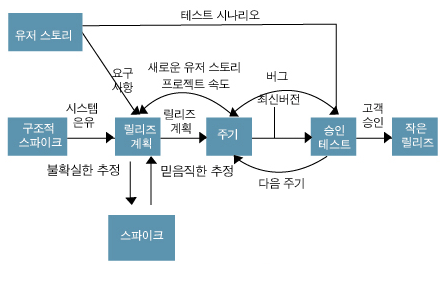 테스트 시나리오
유저 스토리
요구
사항
새로운 유저 스토리
프로젝트 속도
버그
최신버전
시스템
은유
릴리즈
계획
고객
승인
구조적
스파이크
릴리즈
계획
주기
승인
테스트
작은
릴리즈
불확실한 추정
믿음직한 추정
다음 주기
스파이크